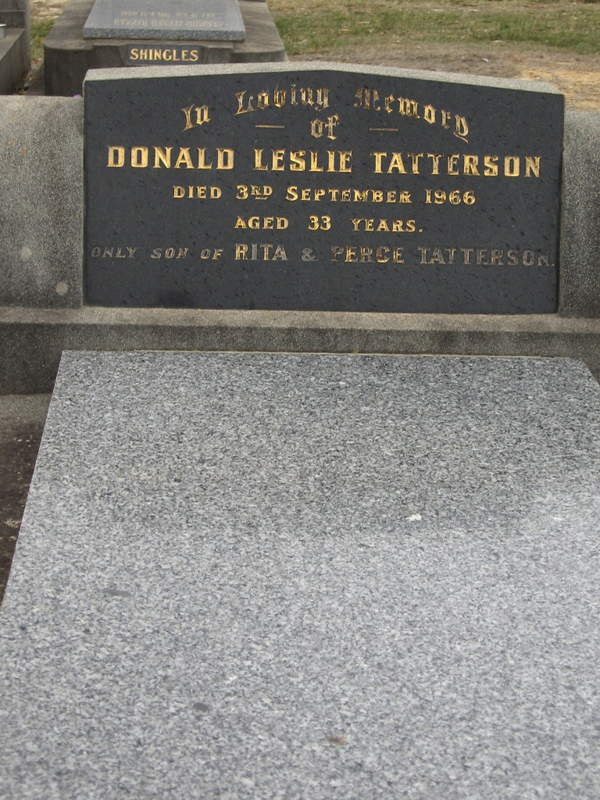 SHINGLES
In Loving Memory
of
DONALD LESLIE TATTERSON
DIED 3RD SEPTEMBER 1966
AGED 33 YEARS.
ONLY SON OF RITA & PERCE TATTERSON.